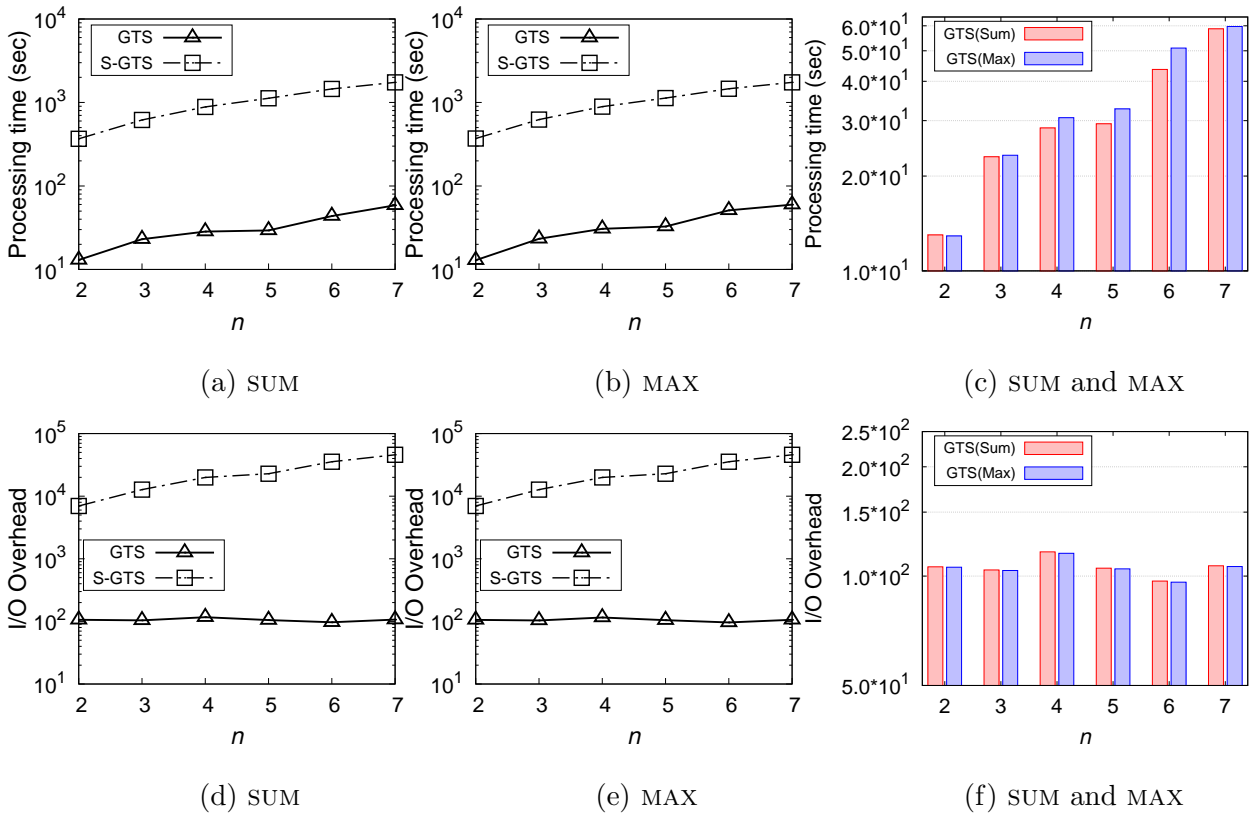 10^4
10^3
10^2
10^1
Processing time (sec)
GTS
S-GTS
2 3 4 5 6 7
n
(a) SUM
10^4
10^3
10^2
10^1
Processing time (sec)
GTS
S-GTS
2 3 4 5 6 7
n
(b) MAX
6.0*10^1
5.0*10^1
4.0*10^1
3.0*10^1
2.0*10^1
1.0*10^1
Processing time (sec)
GTS(Sum)
GTS(Max)
2 3 4 5 6 7
n
(c) SUM and MAX
10^5
10^4
10^3
10^2
10^1
I/O Overhead
GTS
S-GTS
2 3 4 5 6 7
n
(d) SUM
10^5
10^4
10^3
10^2
10^1
I/O Overhead
GTS
S-GTS
2 3 4 5 6 7
n
(e) MAX
2.5*10^2
2.0*10^2
1.5*10^2
1.0*10^2
5.0*10^1
I/O Overhead
GTS(Sum)
GTS(Max)
2 3 4 5 6 7
n
(f) SUM and MAX